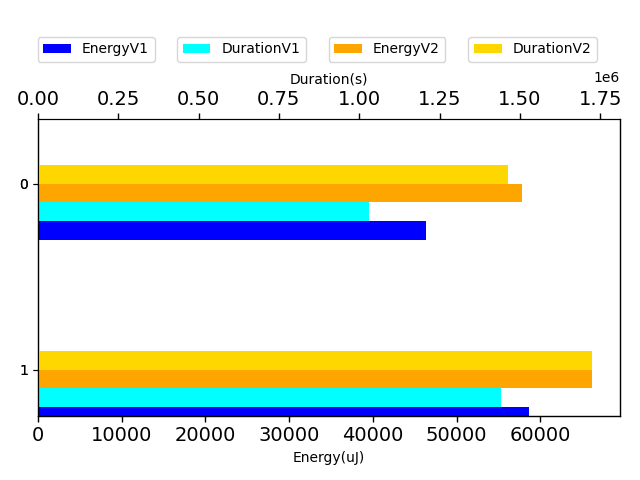 EnergyV1 DurationV1 EnergyV2 DurationV2
Duration(s)
1e6
0.00 0.25 0.50 0.75 1.00 1.25 1.50 1.75
0
1
0 10000 20000 30000 40000 50000 60000
Energy(uJ)